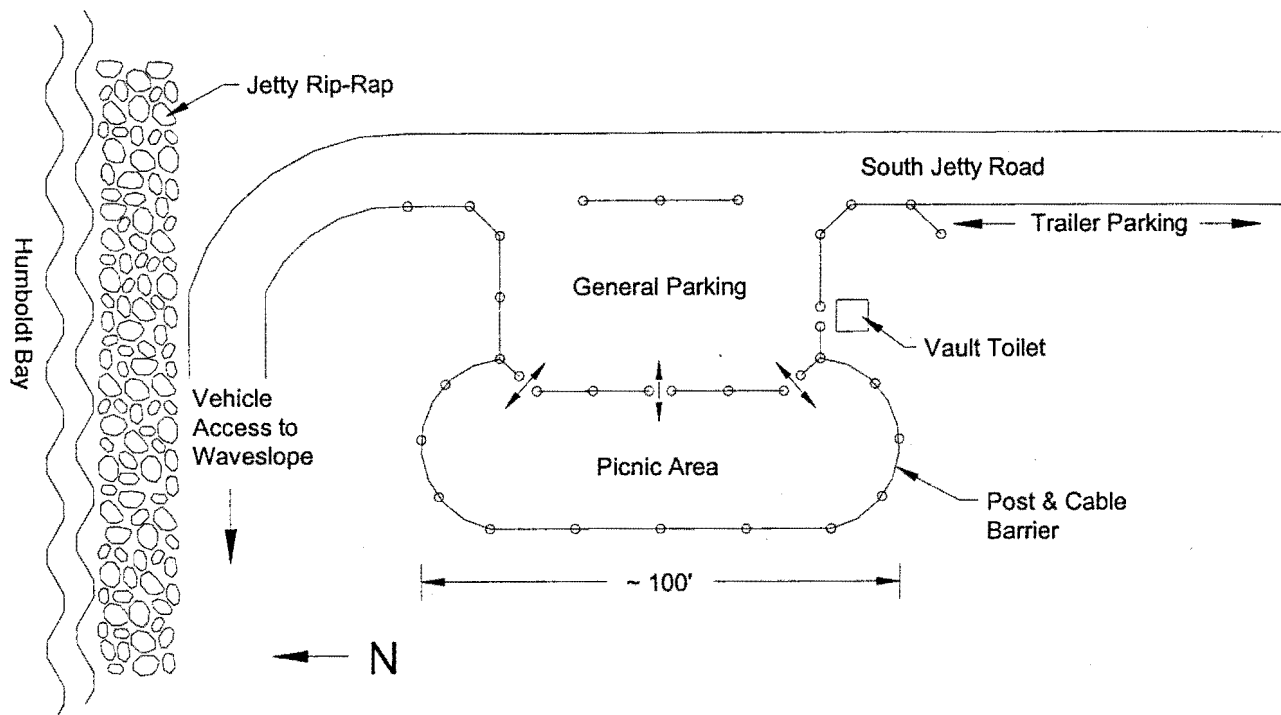 Jetty Rip-Rap
South Jetty Road
Trailer Parking
Humboldt Bay
General Parking
Vault Toilet
Vehicle
Access to
Waveslope
Picnic Area
Post & Cable
Barrier
~ 100'
N